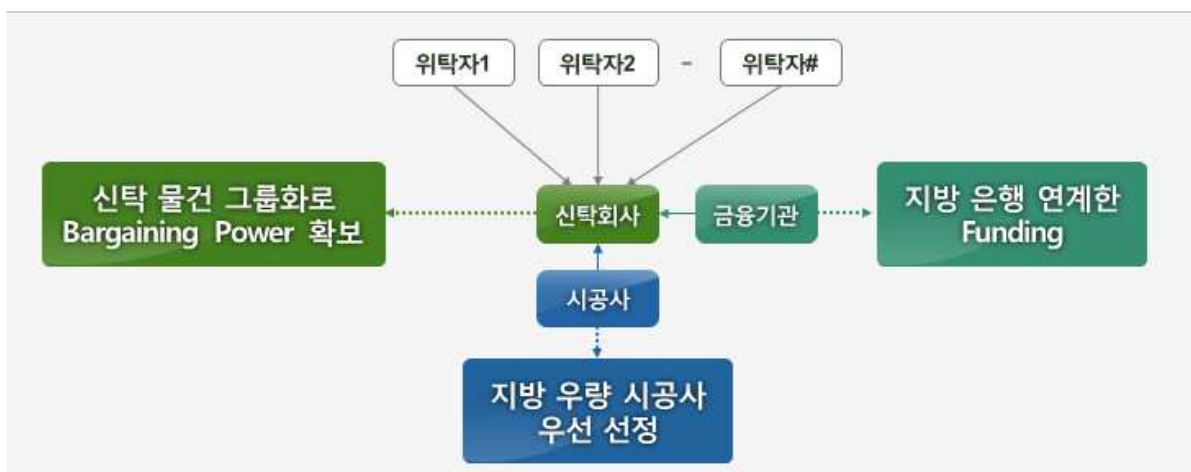 위탁자1 위탁자2 - 위탁자#
신탁 물건 그룹화로
Bargaining Power 확보
신탁회사
금융기관
지방 은행 연계한
Funding
시공사
지방 우량 시공사
우선 선정